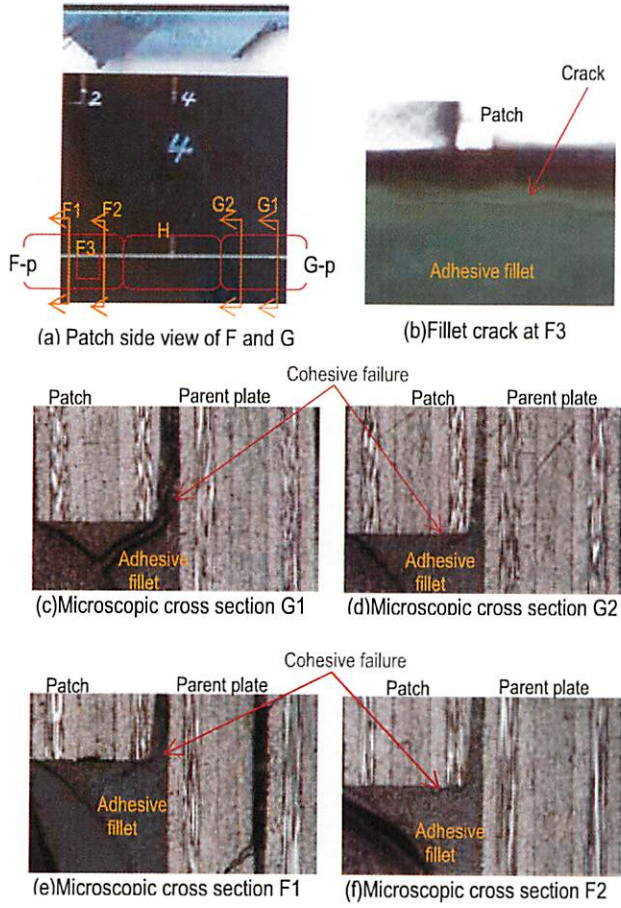 2
4
4
F1
F2
G2
G1
F3
H
F-p
G-p
(a) Patch side view of F and G
Crack
Patch
Adhesive fillet
(b)Fillet crack at F3
Cohesive failure
Patch
Parent plate
Patch
Parent plate
Adhesive
fillet
Adhesive
fillet
(c)Microscopic cross section G1
(d)Microscopic cross section G2
Cohesive failure
Patch
Parent plate
Patch
Parent plate
Adhesive
fillet
Adhesive
fillet
(e)Microscopic cross section F1
(f)Microscopic cross section F2